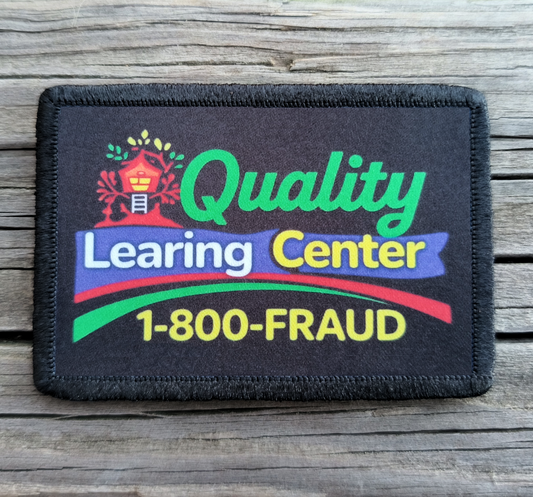 Quality
Learing Center
1-800-FRAUD